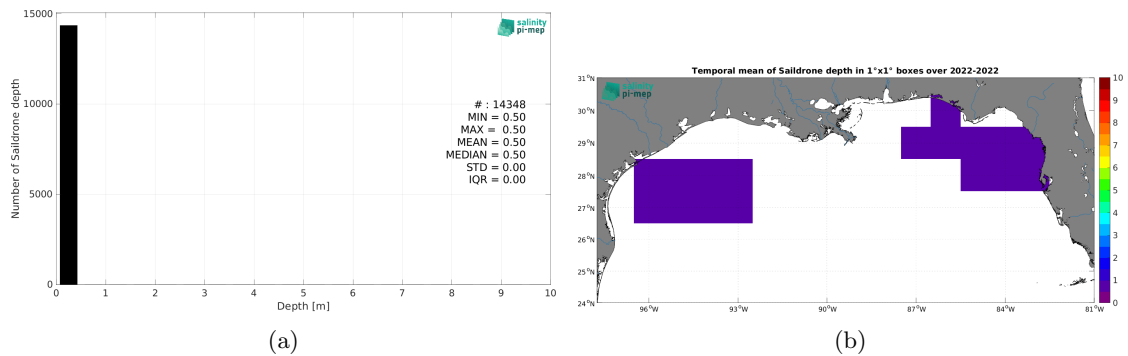 15000
10000
5000
0
Number of Saildrone depth
salinity
pi-mep
# : 14348
MIN = 0.50
MAX = 0.50
MEAN = 0.50
MEDIAN = 0.50
STD = 0.00
IQR = 0.00
0 1 2 3 4 5 6 7 8 9 10
Depth [m]
(a)
Temporal mean of Saildrone depth in 1°x1° boxes over 2022-2022
salinity
pi-mep
31°N
30°N
29°N
28°N
27°N
26°N
25°N
24°N
96°W 93°W 90°W 87°W 84°W 81°W
10
9
8
7
6
5
4
3
2
1
0
(b)